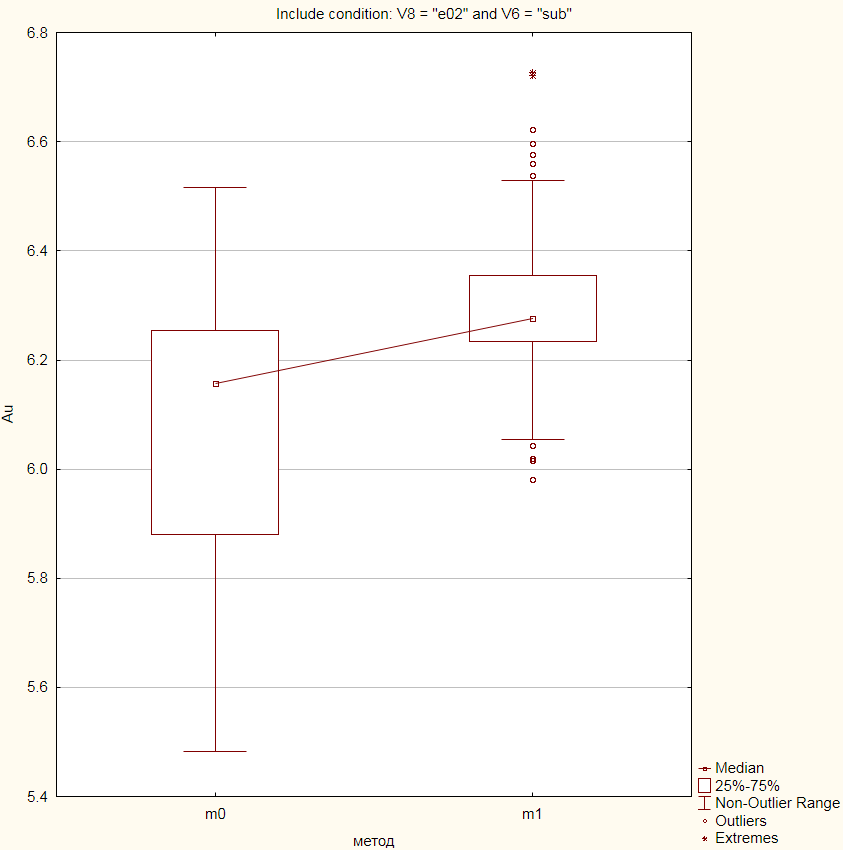 Include condition: V8 = "e02" and V6 = "sub"
6.8
6.6
6.4
6.2
6.0
5.8
5.6
5.4
Au
m0 m1
метод
Median
25%-75%
Non-Outlier Range
Outliers
Extremes